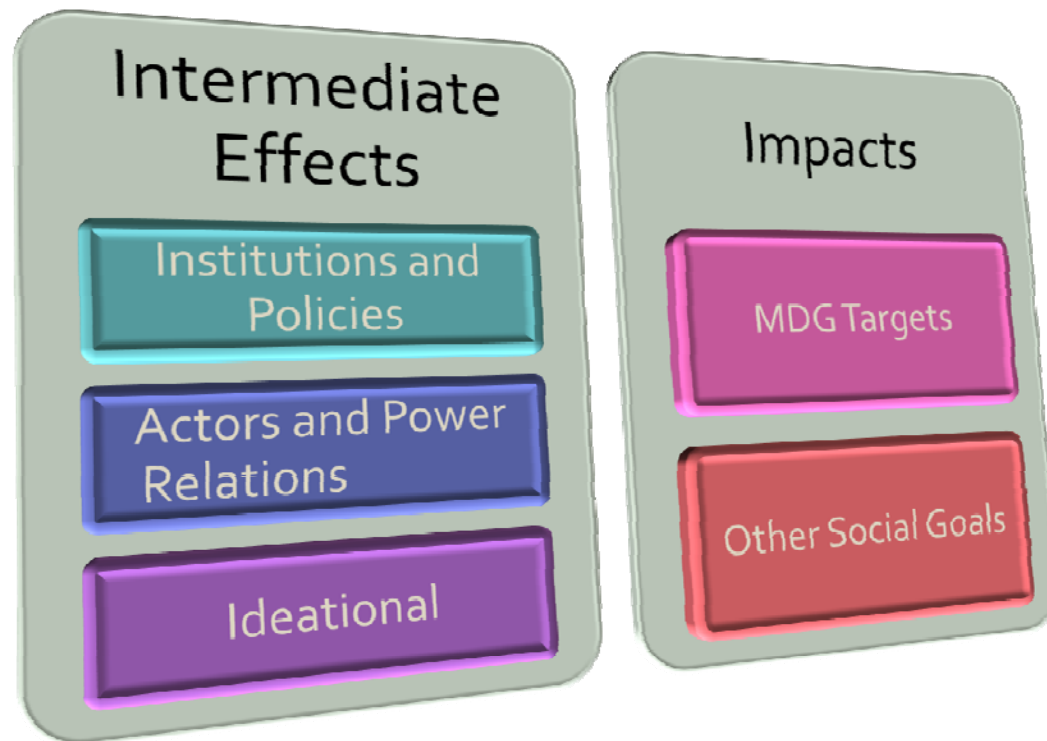 Intermediate
Effects
Institutions and
Policies
Actors and Power
Relations
Ideational
Impacts
MDG Targets
Other Social Goals